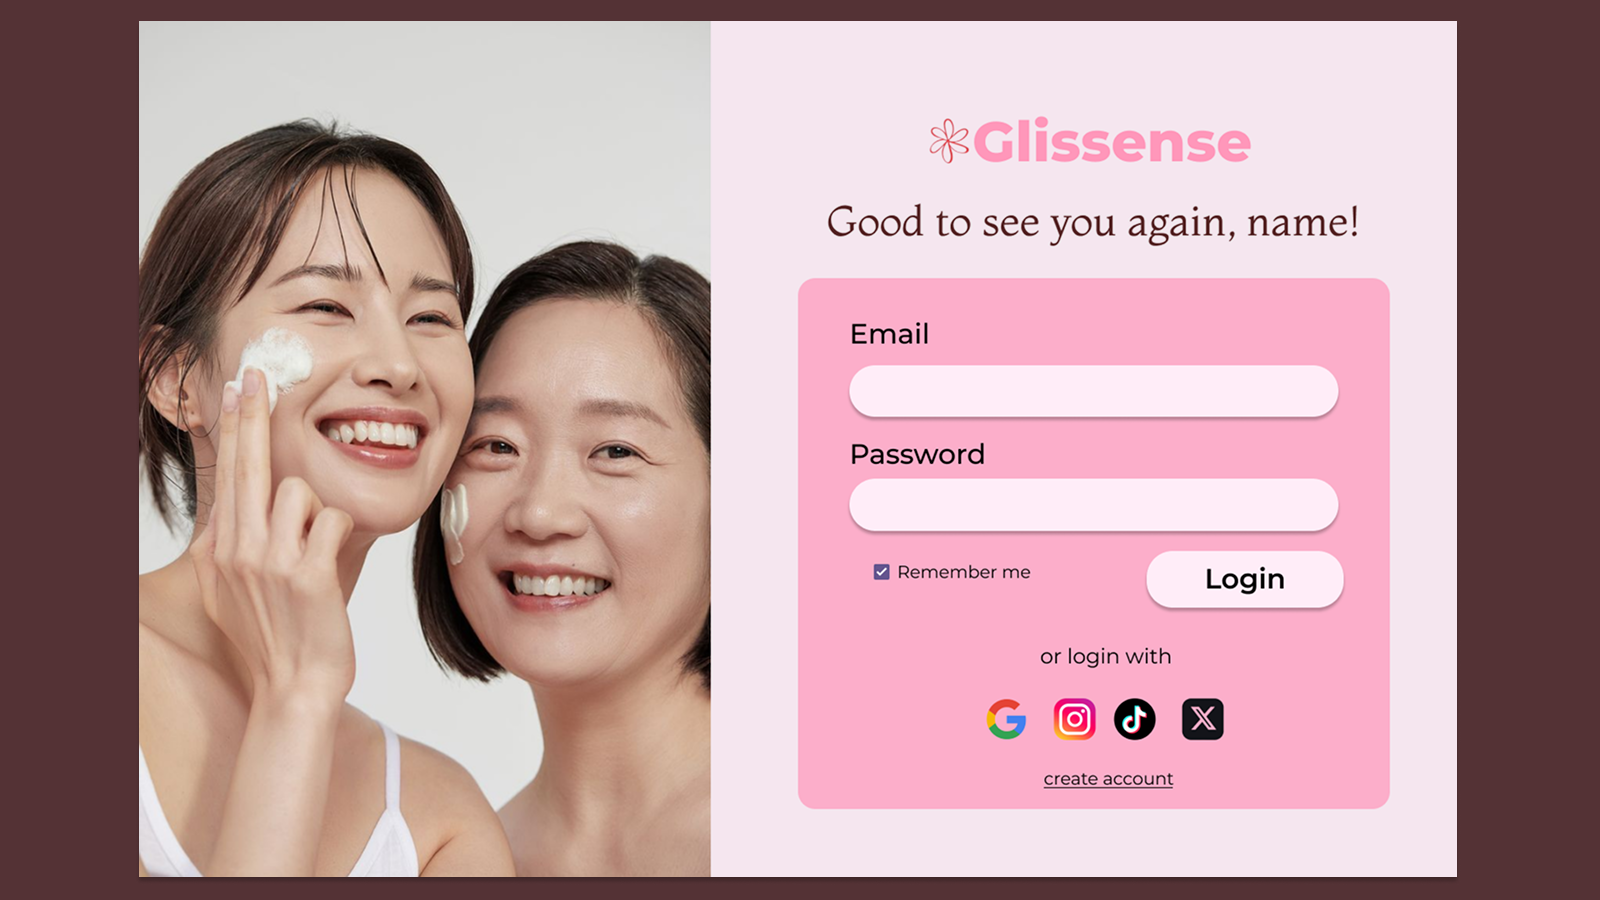 Glissense
Good to see you again, name!
Email
Password
Remember me
Login
or login with
create account